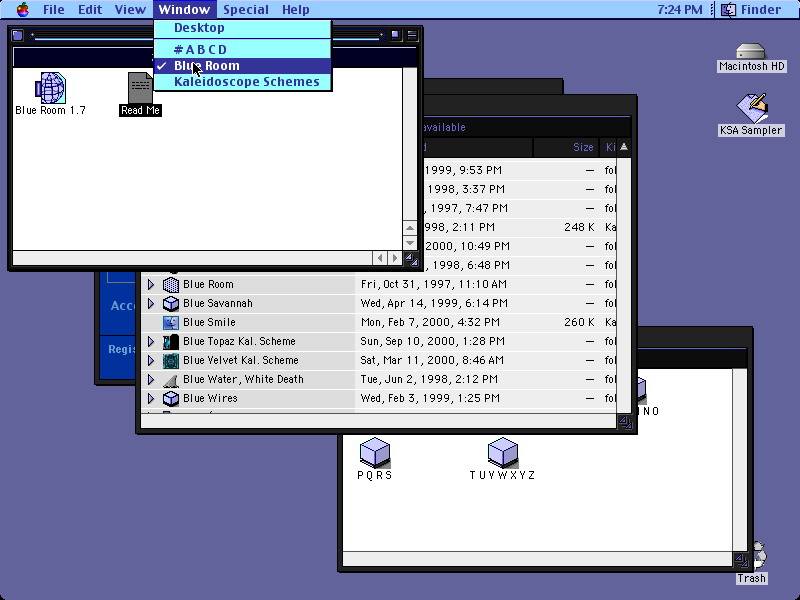 File Edit View Window Special Help 7:24 PM Finder
Desktop
# A B C D
✓ Blue Room
Kaleidoscope Schemes
Blue Room 1.7
Read Me
Macintosh HD
KSA Sampler
available
Size
1999, 9:53 PM — fol
1998, 3:37 PM — fol
, 1997, 7:47 PM — fol
998, 2:11 PM 248 K Ka
2000, 10:49 PM — fol
, 1998, 6:48 PM — fol
Blue Room Fri, Oct 31, 1997, 11:10 AM — fol
Blue Savannah Wed, Apr 14, 1999, 6:14 PM — fol
Blue Smile Mon, Feb 7, 2000, 4:32 PM 260 K Ka
Blue Topaz Kal. Scheme Sun, Sep 10, 2000, 1:28 PM — fol
Blue Velvet Kal. Scheme Sat, Mar 11, 2000, 8:46 AM — fol
Blue Water, White Death Tue, Jun 2, 1998, 2:12 PM — fol
Blue Wires Wed, Feb 3, 1999, 1:25 PM — fol
Acc
Regis
N O
P Q R S
T U V W X Y Z
Trash